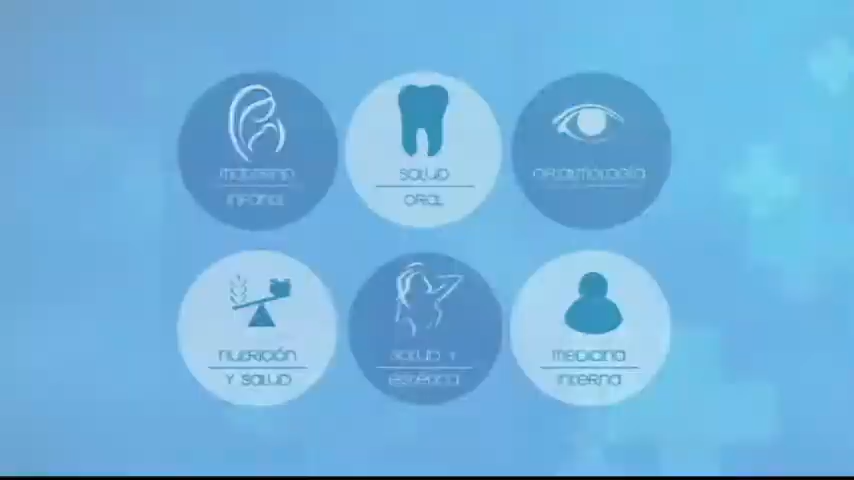 materno
infantil
SALUD
ORAL
OFTALMOLOGÍA
NUTRICIÓN
Y SALUD
SALUD Y
ESTÉTICA
MEDICINA
INTERNA